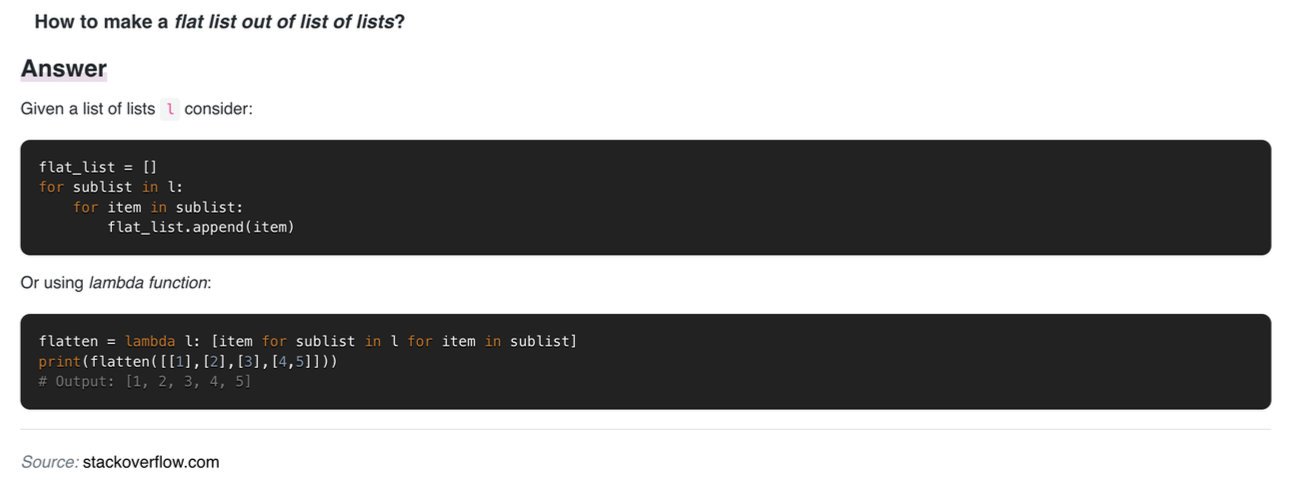 How to make a flat list out of list of lists?
Answer
Given a list of lists l consider:
flat_list = []
for sublist in l:
    for item in sublist:
        flat_list.append(item)
Or using lambda function:
flatten = lambda l: [item for sublist in l for item in sublist]
print(flatten([[1],[2],[3],[4,5]]))
# Output: [1, 2, 3, 4, 5]
Source: stackoverflow.com